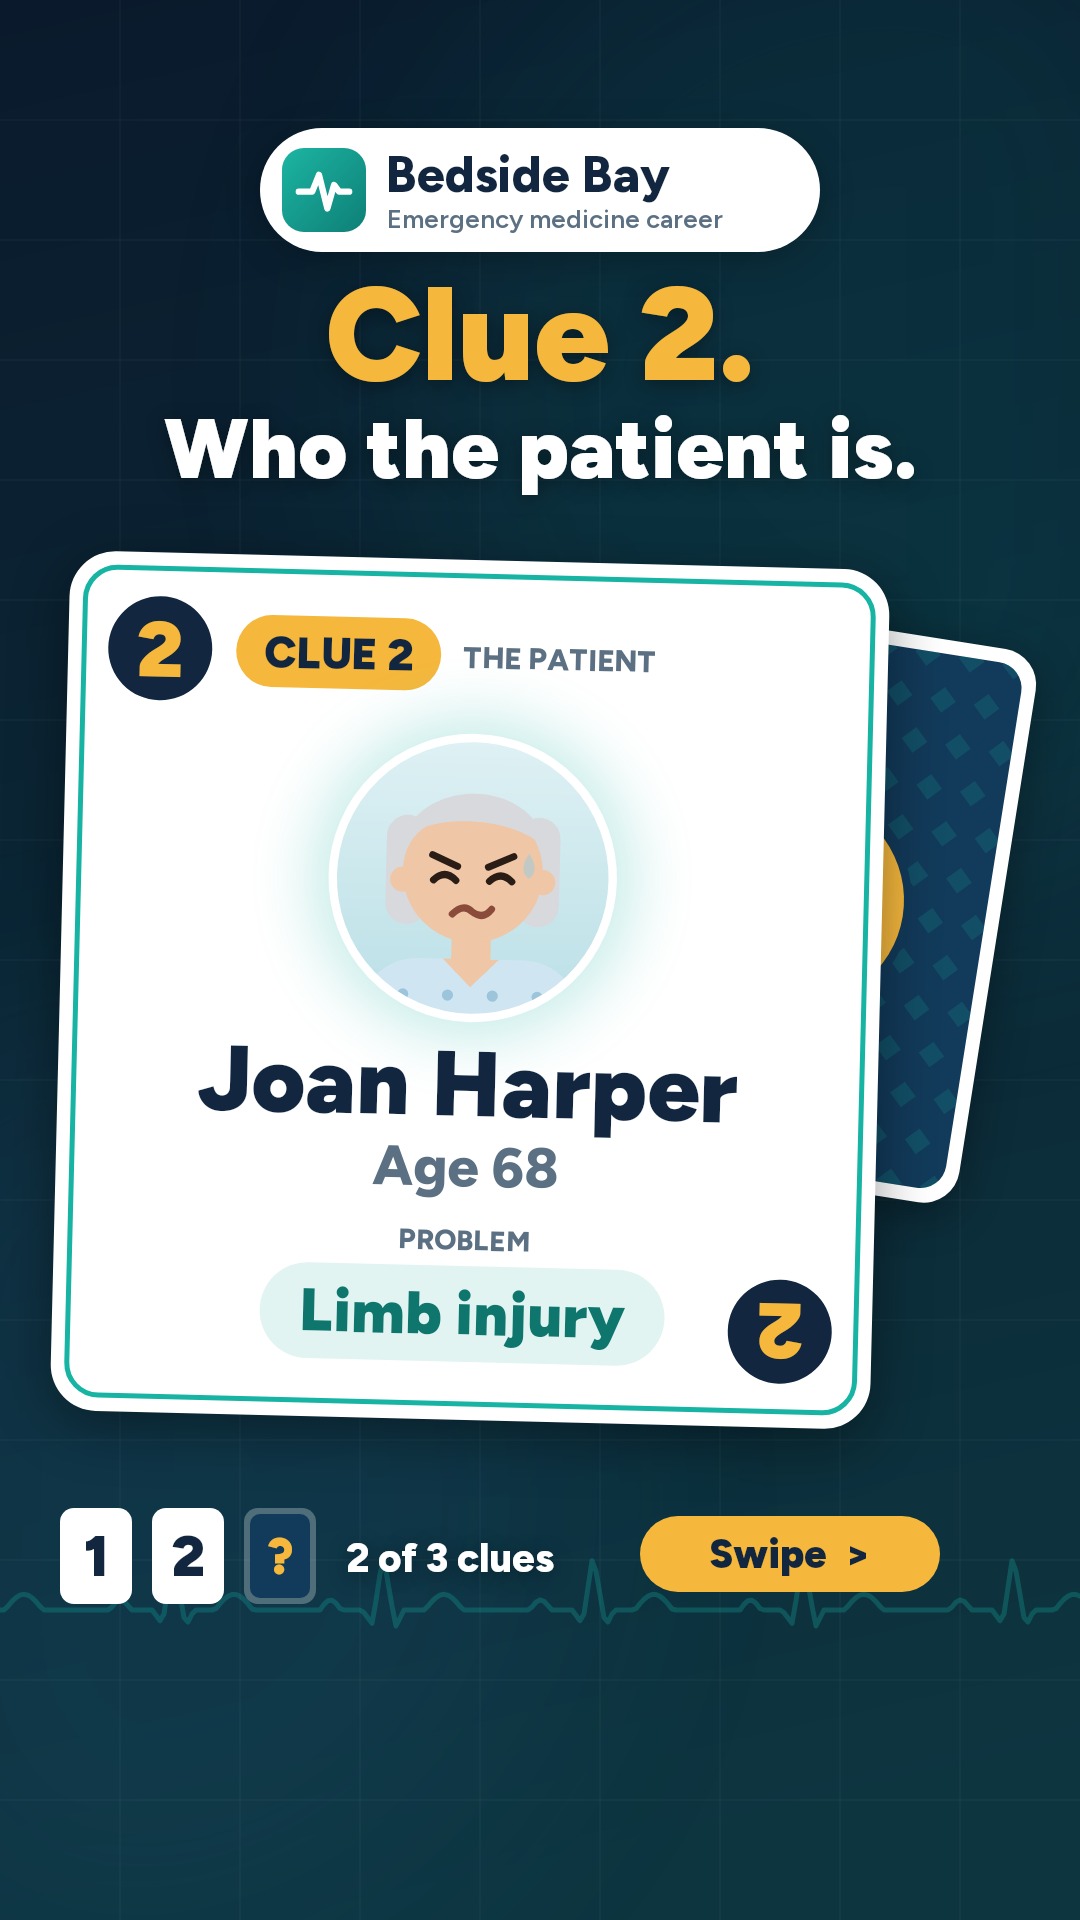 Bedside Bay
Emergency medicine career
Clue 2.
Who the patient is.
2 CLUE 2 THE PATIENT
Joan Harper
Age 68
PROBLEM
Limb injury
2
1 2 ? 2 of 3 clues Swipe >